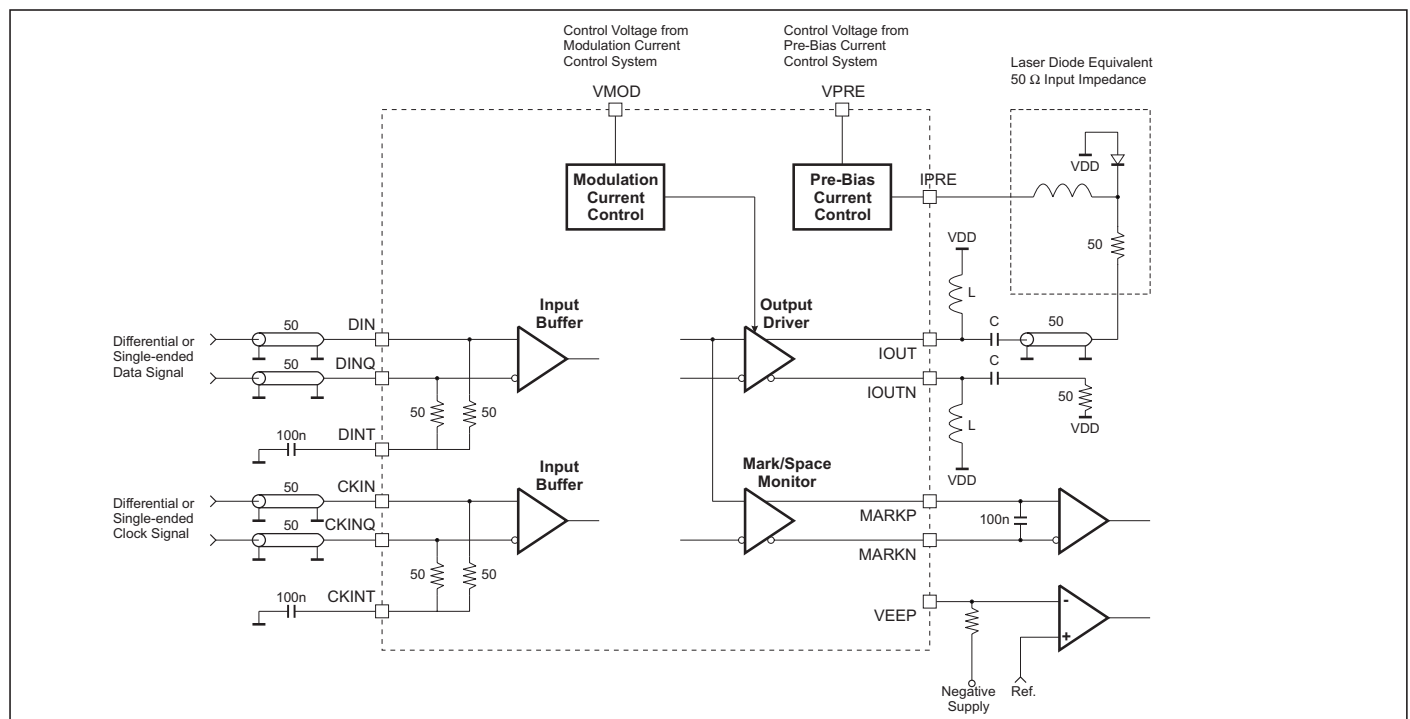 Control Voltage from
Modulation Current
Control System
Control Voltage from
Pre-Bias Current
Control System
Laser Diode Equivalent
50 Ω Input Impedance
VMOD
VPRE
VDD
Modulation
Current
Control
Pre-Bias
Current
Control
IPRE
50
VDD
L
Input
Buffer
Output
Driver
Differential or
Single-ended
Data Signal
50
DIN
50
DINQ
IOUT
C
50
IOUTN
C
50
50
50
VDD
L
VDD
100n
DINT
Input
Buffer
Mark/Space
Monitor
Differential or
Single-ended
Clock Signal
50
CKIN
50
CKINQ
MARKP
100n
MARKN
50
50
100n
CKINT
VEEP
-
+
Negative
Supply
Ref.